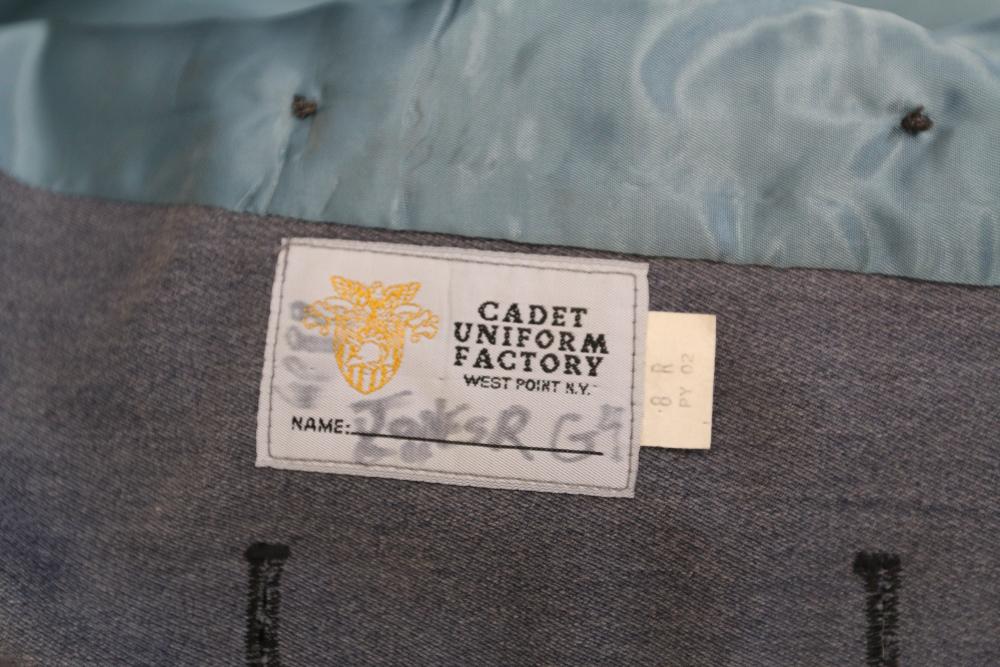 CADET
UNIFORM
FACTORY
WEST POINT N.Y.
NAME:
8 R
PY 02